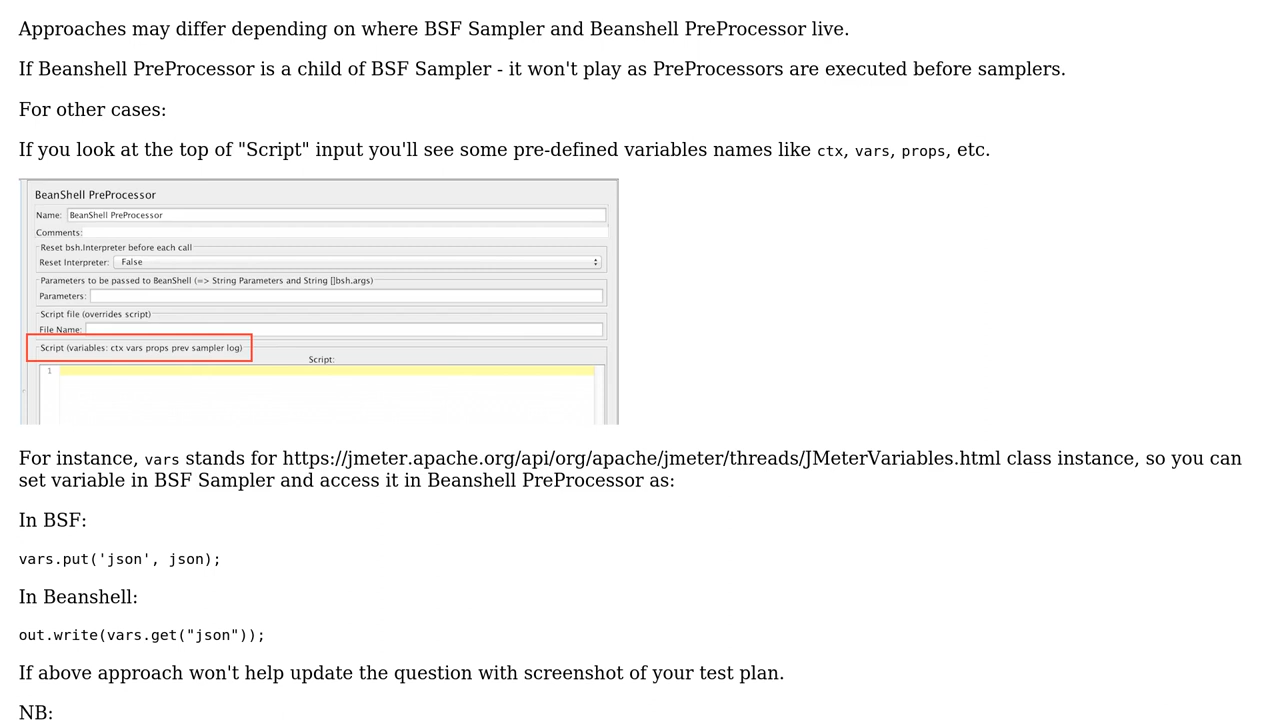 Approaches may differ depending on where BSF Sampler and Beanshell PreProcessor live.
If Beanshell PreProcessor is a child of BSF Sampler - it won't play as PreProcessors are executed before samplers.
For other cases:
If you look at the top of "Script" input you'll see some pre-defined variables names like ctx, vars, props, etc.
BeanShell PreProcessor
Name: BeanShell PreProcessor
Comments:
Reset bsh.Interpreter before each call
Reset Interpreter: False
Parameters to be passed to BeanShell (=> String Parameters and String []bsh.args)
Parameters:
Script file (overrides script)
File Name:
Script (variables: ctx vars props prev sampler log)
Script:
1
For instance, vars stands for https://jmeter.apache.org/api/org/apache/jmeter/threads/JMeterVariables.html class instance, so you can
set variable in BSF Sampler and access it in Beanshell PreProcessor as:
In BSF:
vars.put('json', json);
In Beanshell:
out.write(vars.get("json"));
If above approach won't help update the question with screenshot of your test plan.
NB: